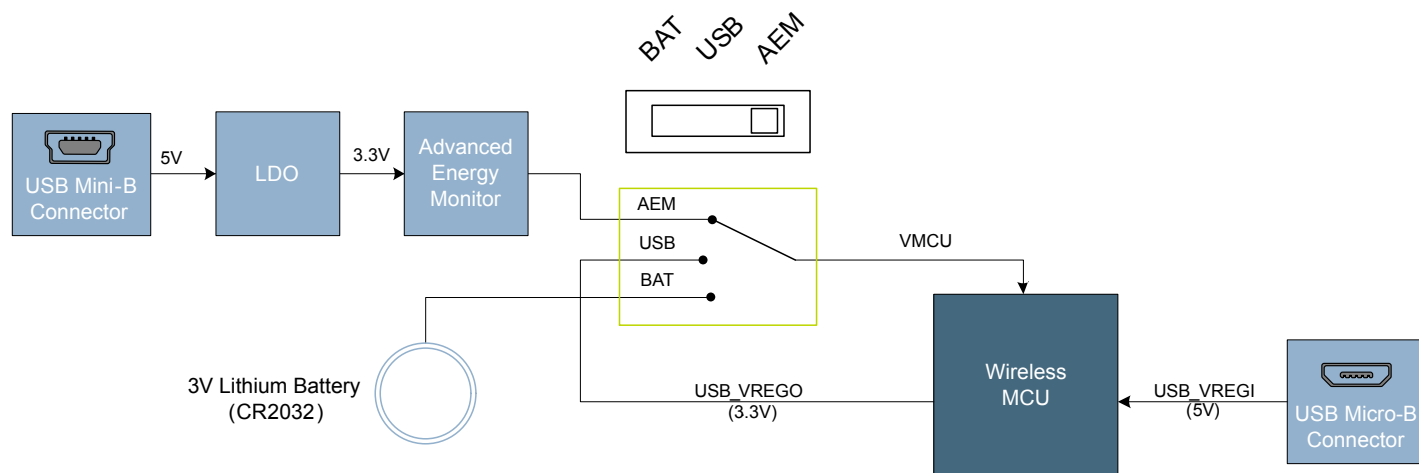 BAT USB AEM
USB Mini-B
Connector
5V
LDO
3.3V
Advanced
Energy
Monitor
AEM
USB
BAT
VMCU
3V Lithium Battery
(CR2032)
USB_VREGO
(3.3V)
Wireless
MCU
USB_VREGI
(5V)
USB Micro-B
Connector